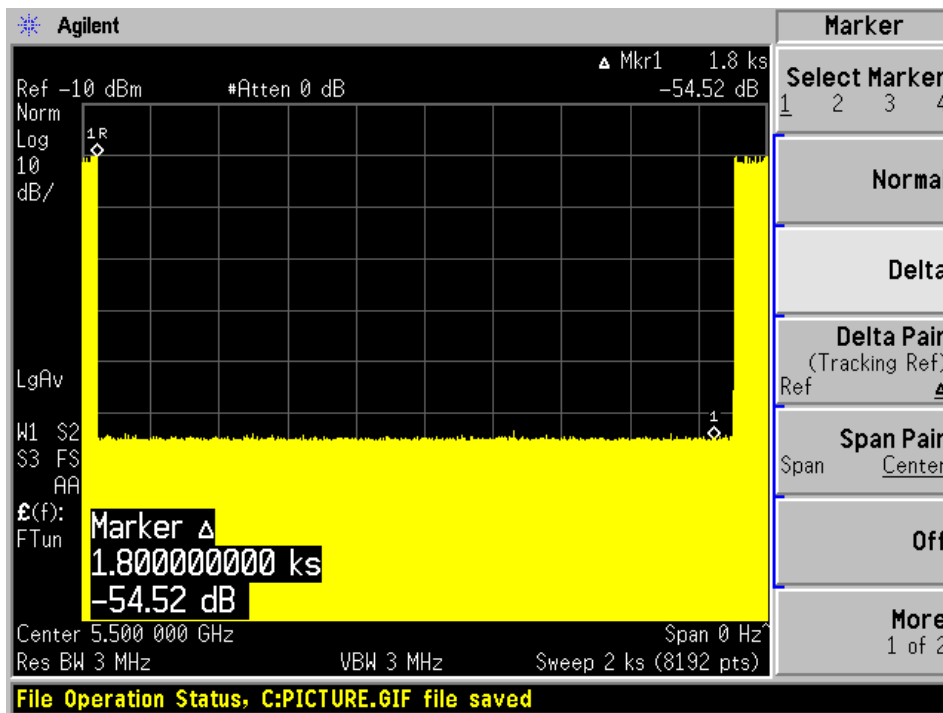 Agilent
Marker
Δ Mkr1 1.8 ks
Ref -10 dBm #Atten 0 dB -54.52 dB
Norm
Log
10
dB/
1R
LgAv
1
W1 S2
S3 FS
AA
£(f):
FTun
Marker Δ
1.800000000 ks
-54.52 dB
Center 5.500 000 GHz Span 0 Hz^
Res BW 3 MHz VBW 3 MHz Sweep 2 ks (8192 pts)
File Operation Status, C:PICTURE.GIF file saved
Select Marker
1 2 3 4
Norma
Delta
Delta Pair
(Tracking Ref)
Ref Δ
Span Pair
Span Center
Off
More
1 of 2